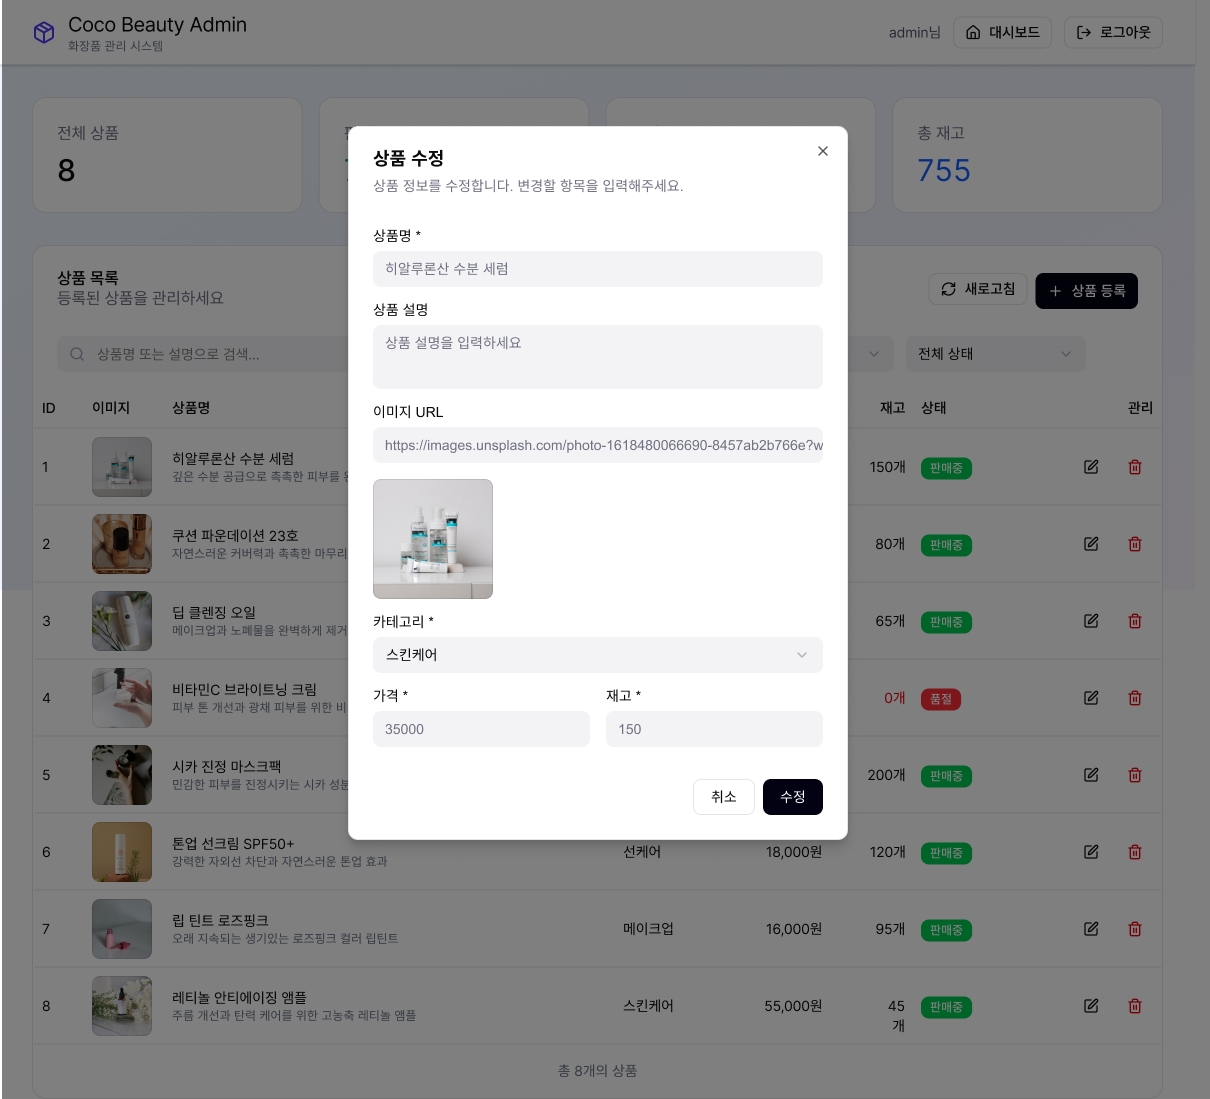 Coco Beauty Admin
화장품 관리 시스템
admin님
대시보드
로그아웃
전체 상품
8
총 재고
755
상품 목록
등록된 상품을 관리하세요
새로고침
+ 상품 등록
상품명 또는 설명으로 검색...
전체 상태
ID 이미지 상품명 재고 상태 관리
1 히알루론산 수분 세럼 150개 판매중
깊은 수분 공급으로 촉촉한 피부를
2 쿠션 파운데이션 23호 80개 판매중
자연스러운 커버력과 촉촉한 마무리
3 딥 클렌징 오일 65개 판매중
메이크업과 노폐물을 완벽하게 제거
4 비타민C 브라이트닝 크림 0개 품절
피부 톤 개선과 광채 피부를 위한 비
5 시카 진정 마스크팩 200개 판매중
민감한 피부를 진정시키는 시카 성분
6 톤업 선크림 SPF50+ 선케어 18,000원 120개 판매중
강력한 자외선 차단과 자연스러운 톤업 효과
7 립 틴트 로즈핑크 메이크업 16,000원 95개 판매중
오래 지속되는 생기있는 로즈핑크 컬러 립틴트
8 레티놀 안티에이징 앰플 스킨케어 55,000원 45개 판매중
주름 개선과 탄력 케어를 위한 고농축 레티놀 앰플
총 8개의 상품
상품 수정
상품 정보를 수정합니다. 변경할 항목을 입력해주세요.
상품명 *
히알루론산 수분 세럼
상품 설명
상품 설명을 입력하세요
이미지 URL
https://images.unsplash.com/photo-1618480066690-8457ab2b766e?w
카테고리 *
스킨케어
가격 *
재고 *
35000
150
취소
수정